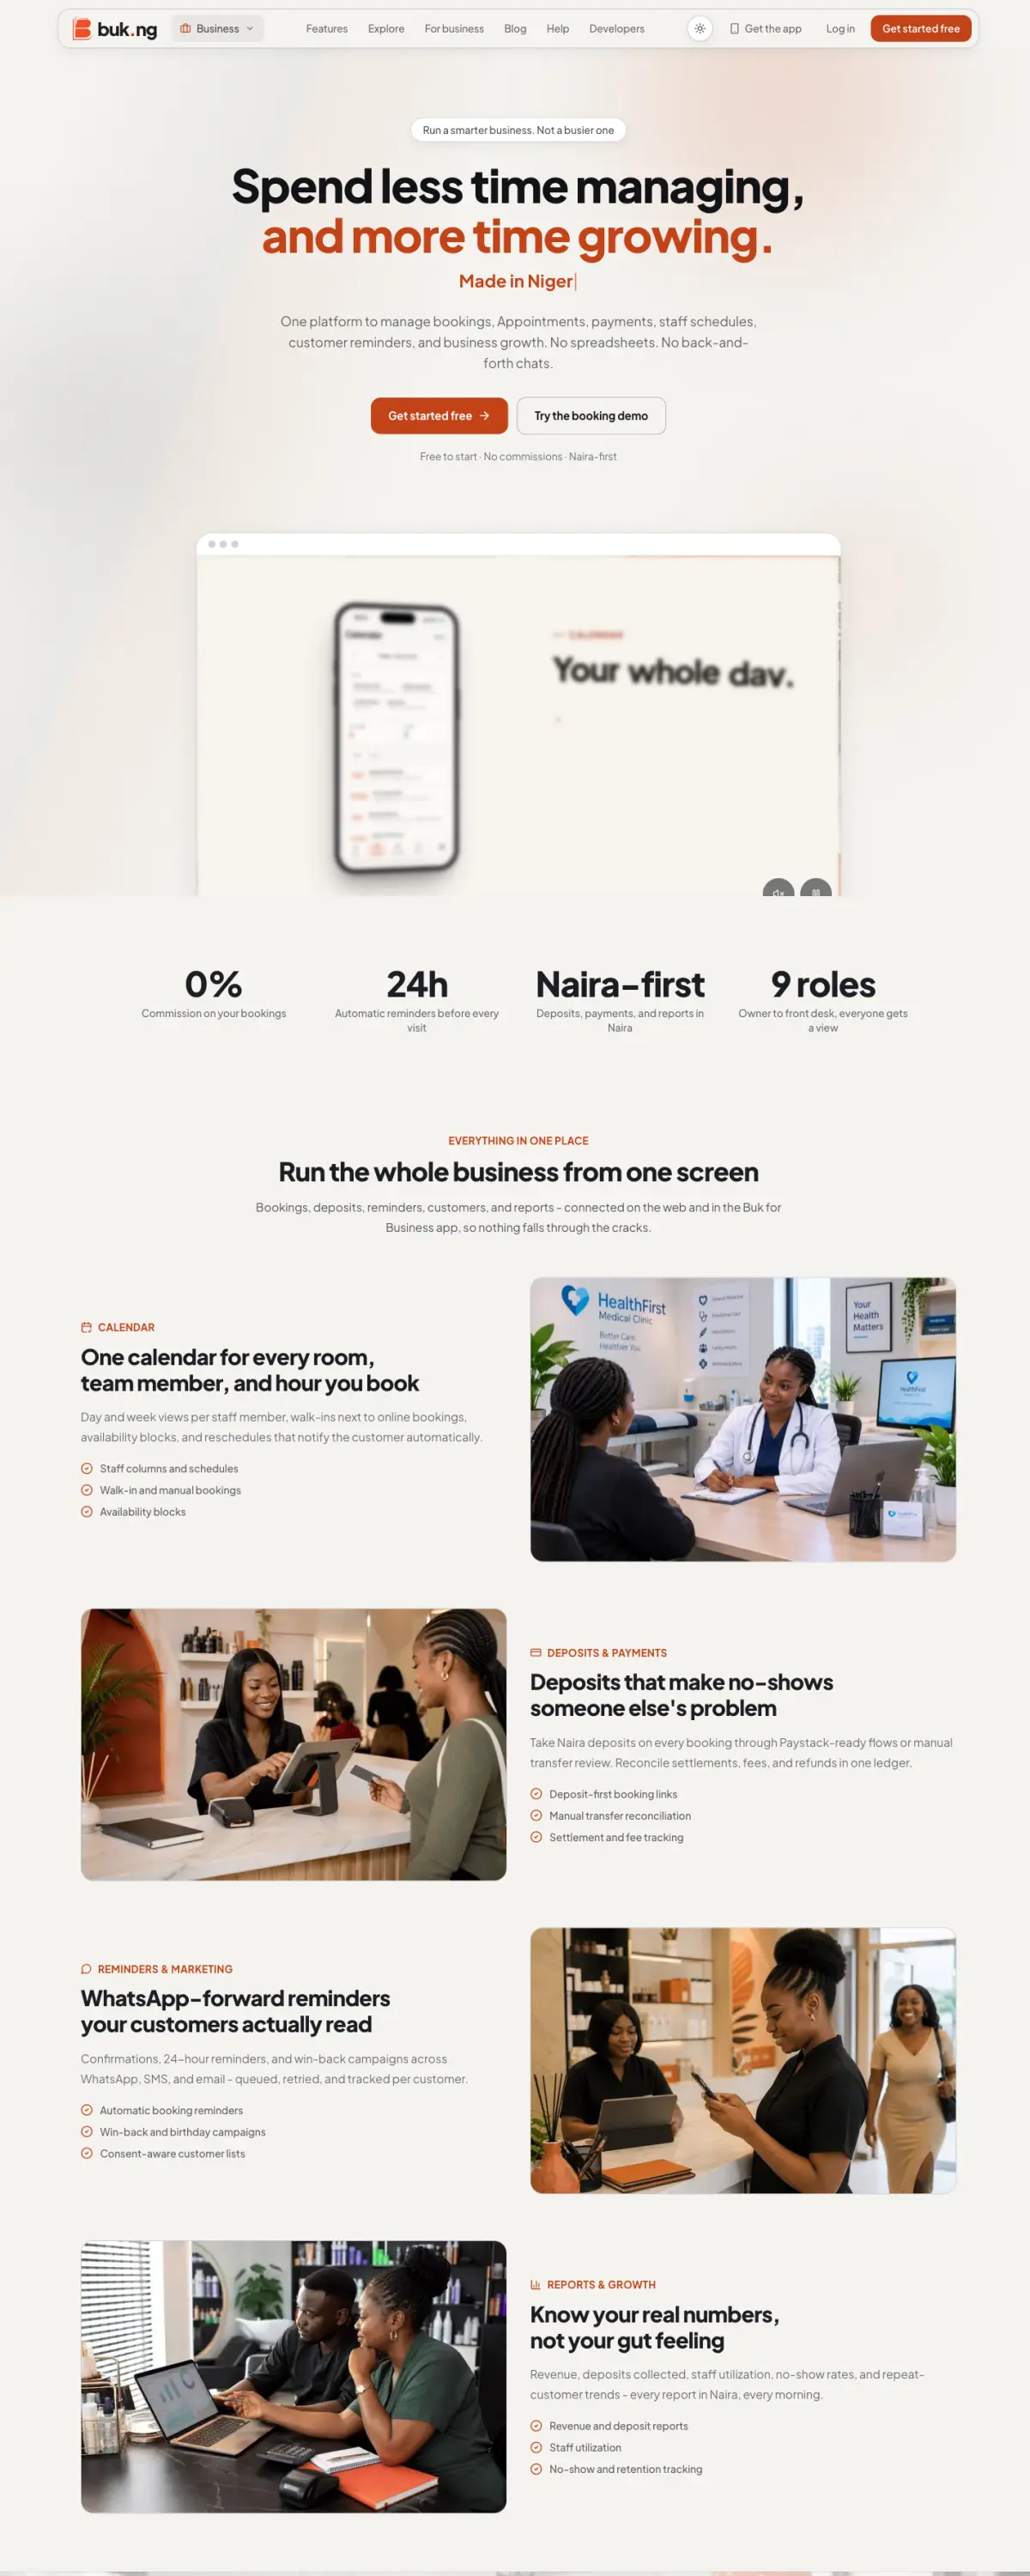 buk.ng
Business
Features
Explore
For business
Blog
Help
Developers
Get the app
Log in
Get started free
Run a smarter business. Not a busier one
Spend less time managing,
and more time growing.
Made in Niger
One platform to manage bookings, Appointments, payments, staff schedules,
customer reminders, and business growth. No spreadsheets. No back-and-
forth chats.
Get started free
Try the booking demo
Free to start · No commissions · Naira-first
Calendar
CALENDAR
Your whole day.
0%
Commission on your bookings
24h
Automatic reminders before every
visit
Naira-first
Deposits, payments, and reports in
Naira
9 roles
Owner to front desk, everyone gets
a view
EVERYTHING IN ONE PLACE
Run the whole business from one screen
Bookings, deposits, reminders, customers, and reports - connected on the web and in the Buk for
Business app, so nothing falls through the cracks.
CALENDAR
One calendar for every room,
team member, and hour you book
Day and week views per staff member, walk-ins next to online bookings,
availability blocks, and reschedules that notify the customer automatically.
Staff columns and schedules
Walk-in and manual bookings
Availability blocks
HealthFirst
Medical Clinic
Better Care.
Healthier You.
Your
Health
Matters
HealthFirst
DEPOSITS & PAYMENTS
Deposits that make no-shows
someone else's problem
Take Naira deposits on every booking through Paystack-ready flows or manual
transfer review. Reconcile settlements, fees, and refunds in one ledger.
Deposit-first booking links
Manual transfer reconciliation
Settlement and fee tracking
REMINDERS & MARKETING
WhatsApp-forward reminders
your customers actually read
Confirmations, 24-hour reminders, and win-back campaigns across
WhatsApp, SMS, and email - queued, retried, and tracked per customer.
Automatic booking reminders
Win-back and birthday campaigns
Consent-aware customer lists
REPORTS & GROWTH
Know your real numbers,
not your gut feeling
Revenue, deposits collected, staff utilization, no-show rates, and repeat-
customer trends - every report in Naira, every morning.
Revenue and deposit reports
Staff utilization
No-show and retention tracking